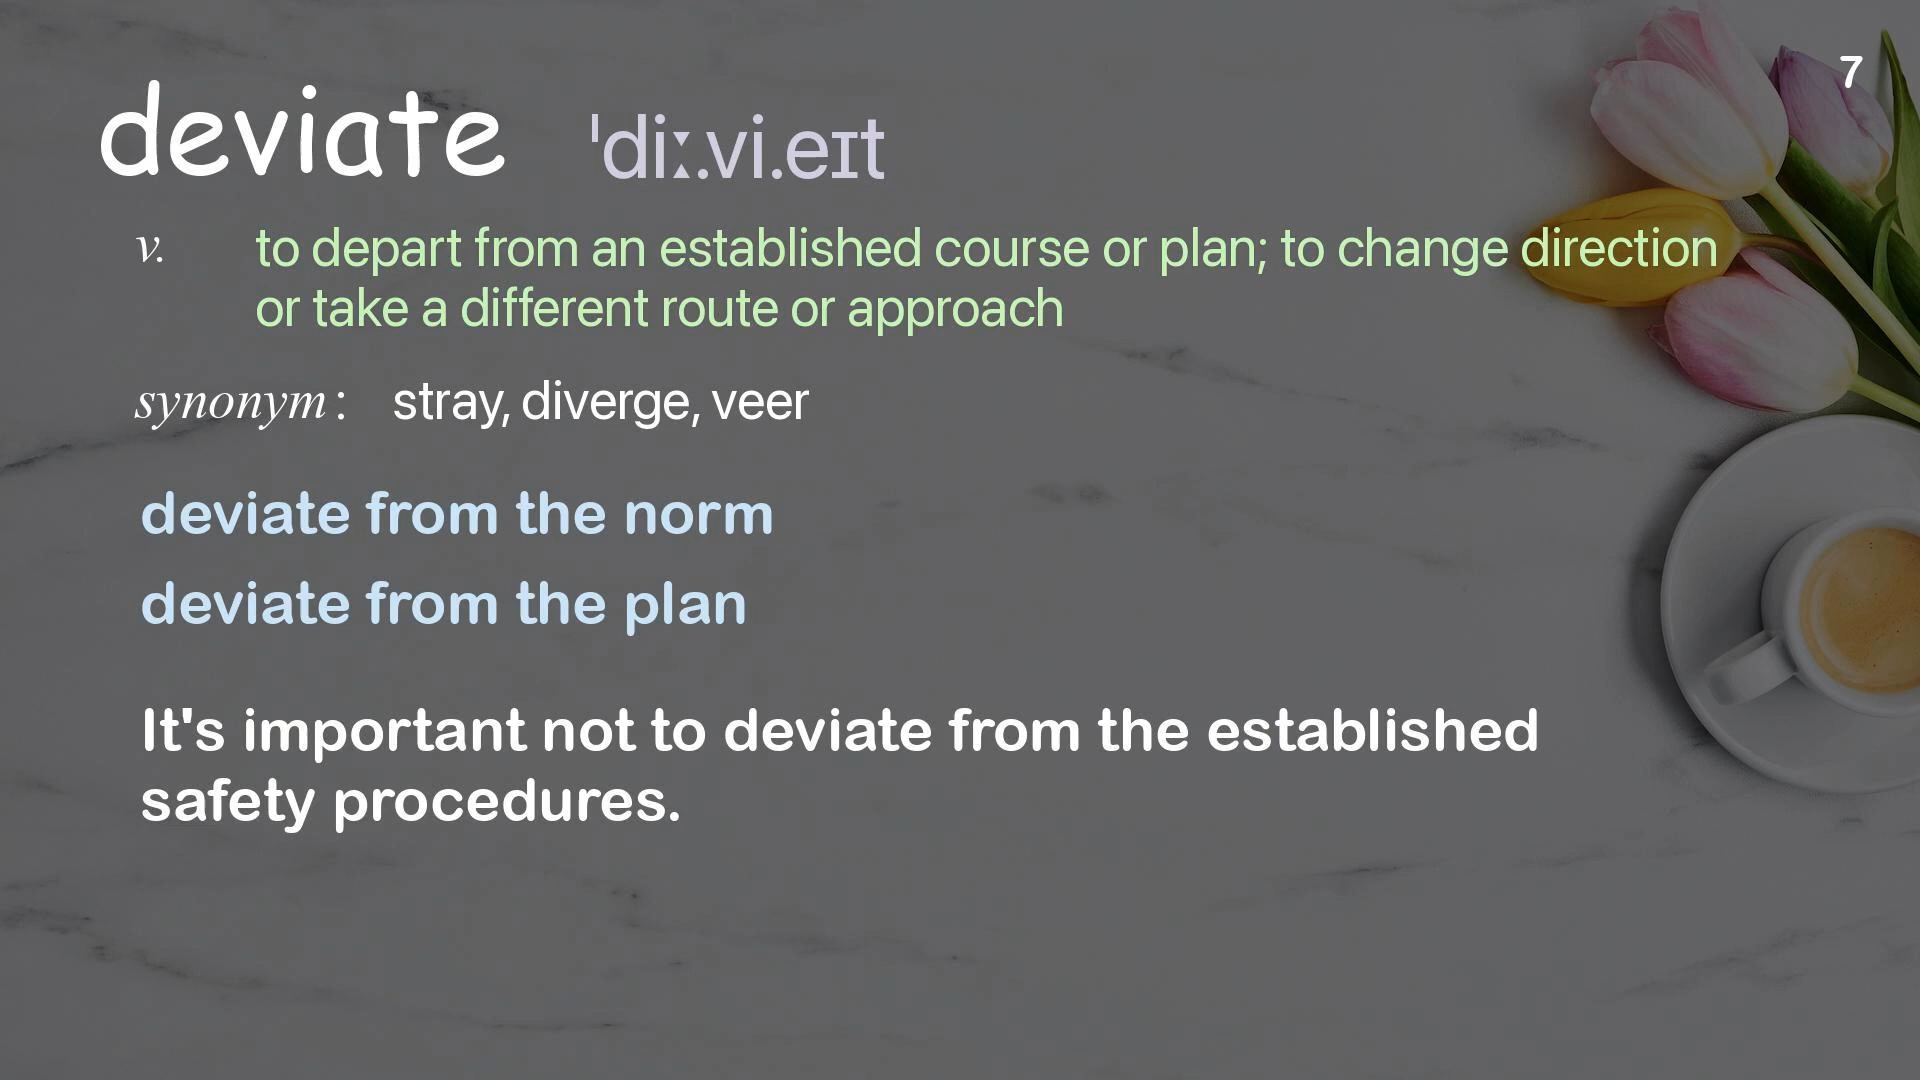 7
deviate ˈdiː.vi.eɪt
v. to depart from an established course or plan; to change direction
or take a different route or approach
synonym : stray, diverge, veer
deviate from the norm
deviate from the plan
It's important not to deviate from the established
safety procedures.